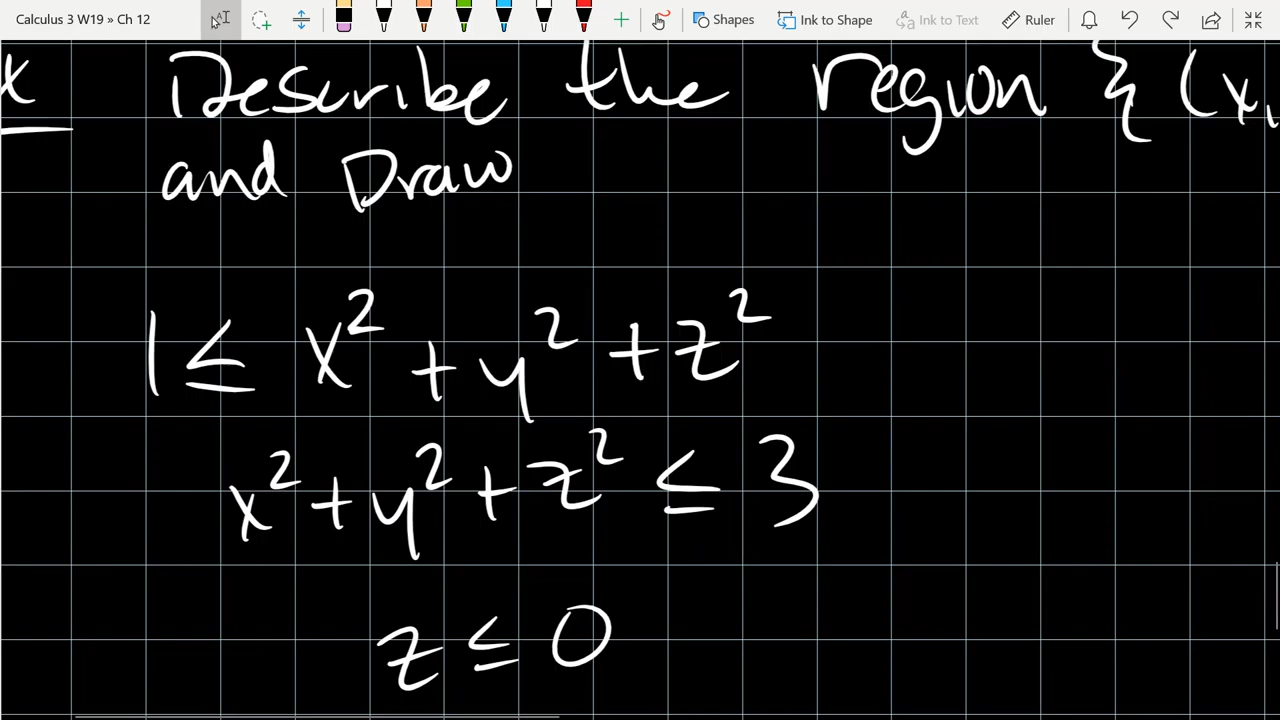 Calculus 3 W19 » Ch 12
Shapes
Ink to Shape
Ink to Text
Ruler
x Describe the region { (x,
and Draw
1 ≤ x² + y² + z²
x² + y² + z² ≤ 3
z ≤ 0